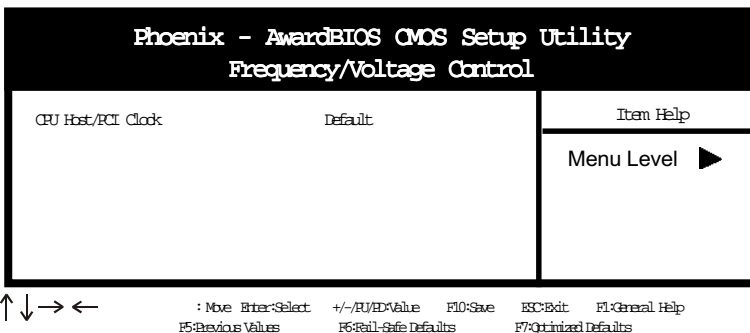 Phoenix - AwardBIOS CMOS Setup Utility
Frequency/Voltage Control
CPU Host/PCI Clock Default
Item Help
Menu Level ▶
↑↓→← : Move Enter:Select +/-/PU/PD:Value F10:Save ESC:Exit F1:General Help
F5:Previous Values F6:Fail-Safe Defaults F7:Optimized Defaults